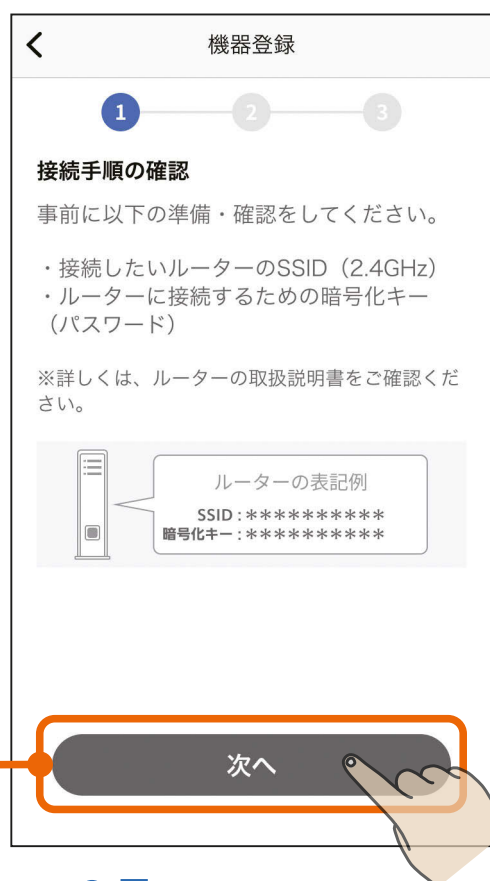 機器登録
1 2 3
接続手順の確認
事前に以下の準備・確認をしてください。
・接続したいルーターのSSID（2.4GHz）
・ルーターに接続するための暗号化キー
（パスワード）
※詳しくは、ルーターの取扱説明書をご確認くだ
さい。
ルーターの表記例
SSID：**********
暗号化キー：**********
次へ